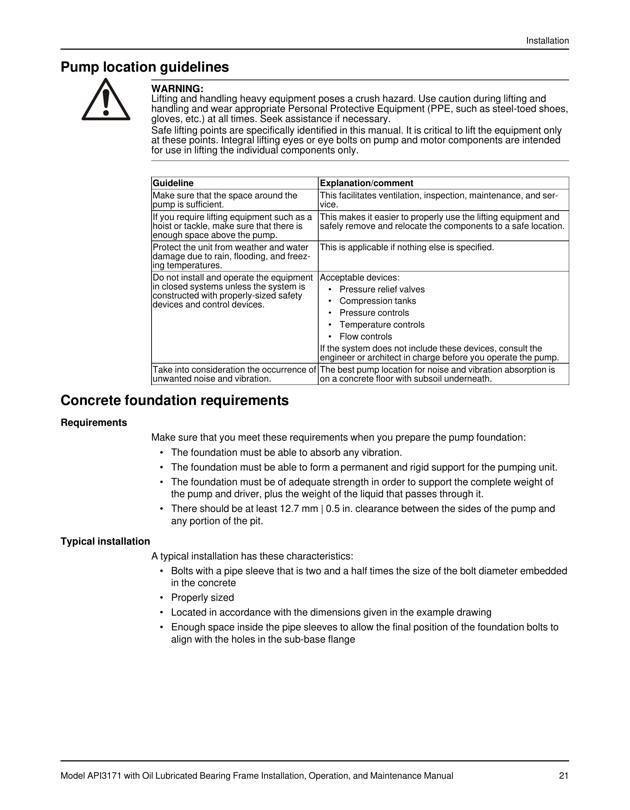 Installation
Pump location guidelines
WARNING:
Lifting and handling heavy equipment poses a crush hazard. Use caution during lifting and
handling and wear appropriate Personal Protective Equipment (PPE, such as steel-toed shoes,
gloves, etc.) at all times. Seek assistance if necessary.
Safe lifting points are specifically identified in this manual. It is critical to lift the equipment only
at these points. Integral lifting eyes or eye bolts on pump and motor components are intended
for use in lifting the individual components only.
Guideline
Explanation/comment
Make sure that the space around the
pump is sufficient.
This facilitates ventilation, inspection, maintenance, and ser-
vice.
If you require lifting equipment such as a
hoist or tackle, make sure that there is
enough space above the pump.
This makes it easier to properly use the lifting equipment and
safely remove and relocate the components to a safe location.
Protect the unit from weather and water
damage due to rain, flooding, and freez-
ing temperatures.
This is applicable if nothing else is specified.
Do not install and operate the equipment
in closed systems unless the system is
constructed with properly-sized safety
devices and control devices.
Acceptable devices:
• Pressure relief valves
• Compression tanks
• Pressure controls
• Temperature controls
• Flow controls
If the system does not include these devices, consult the
engineer or architect in charge before you operate the pump.
Take into consideration the occurrence of
unwanted noise and vibration.
The best pump location for noise and vibration absorption is
on a concrete floor with subsoil underneath.
Concrete foundation requirements
Requirements
Make sure that you meet these requirements when you prepare the pump foundation:
• The foundation must be able to absorb any vibration.
• The foundation must be able to form a permanent and rigid support for the pumping unit.
• The foundation must be of adequate strength in order to support the complete weight of
the pump and driver, plus the weight of the liquid that passes through it.
• There should be at least 12.7 mm | 0.5 in. clearance between the sides of the pump and
any portion of the pit.
Typical installation
A typical installation has these characteristics:
• Bolts with a pipe sleeve that is two and a half times the size of the bolt diameter embedded
in the concrete
• Properly sized
• Located in accordance with the dimensions given in the example drawing
• Enough space inside the pipe sleeves to allow the final position of the foundation bolts to
align with the holes in the sub-base flange
Model API3171 with Oil Lubricated Bearing Frame Installation, Operation, and Maintenance Manual
21